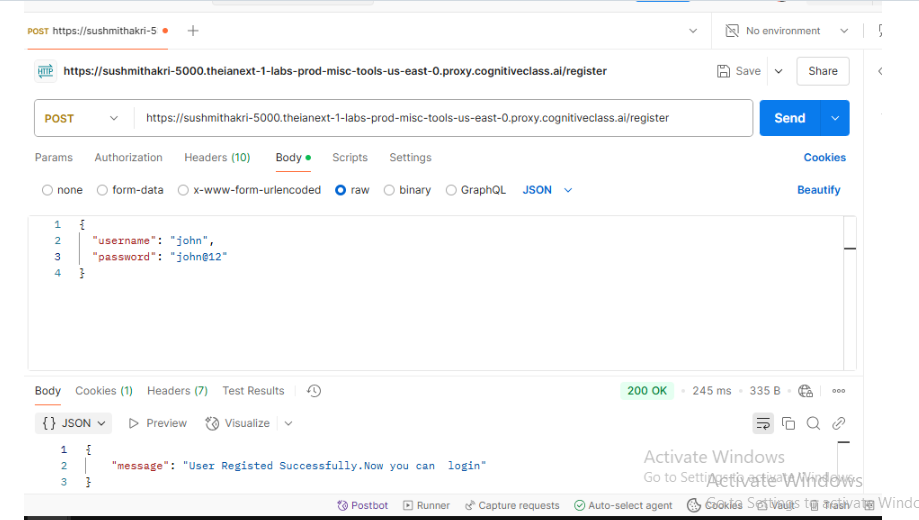 POST https://sushmithakri-5
No environment
HTTP https://sushmithakri-5000.theianext-1-labs-prod-misc-tools-us-east-0.proxy.cognitiveclass.ai/register Save Share
POST https://sushmithakri-5000.theianext-1-labs-prod-misc-tools-us-east-0.proxy.cognitiveclass.ai/register Send
Params Authorization Headers (10) Body Scripts Settings Cookies
none form-data x-www-form-urlencoded raw binary GraphQL JSON Beautify
1 {
2 "username": "john",
3 "password": "john@12"
4 }
Body Cookies (1) Headers (7) Test Results 200 OK 245 ms 335 B
{} JSON Preview Visualize
1 {
2 "message": "User Registed Successfully.Now you can  login"
3 }
Activate Windows
Go to Settings to activate Windows.
Activate Windows
Go to Settings to activate Windo
Postbot Runner Capture requests Auto-select agent Cookies Vault Trash